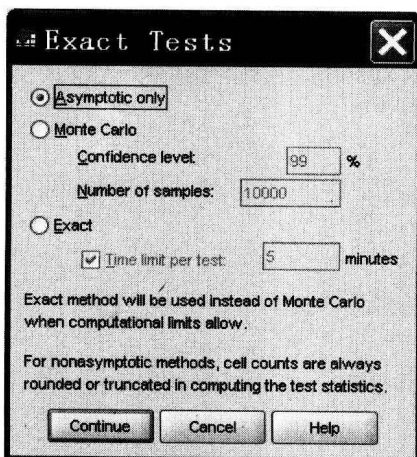 Exact Tests
Asymptotic only
Monte Carlo
Confidence level: 99 %
Number of samples: 10000
Exact
Time limit per test: 5 minutes
Exact method will be used instead of Monte Carlo
when computational limits allow.
For nonasymptotic methods, cell counts are always
rounded or truncated in computing the test statistics.
Continue Cancel Help